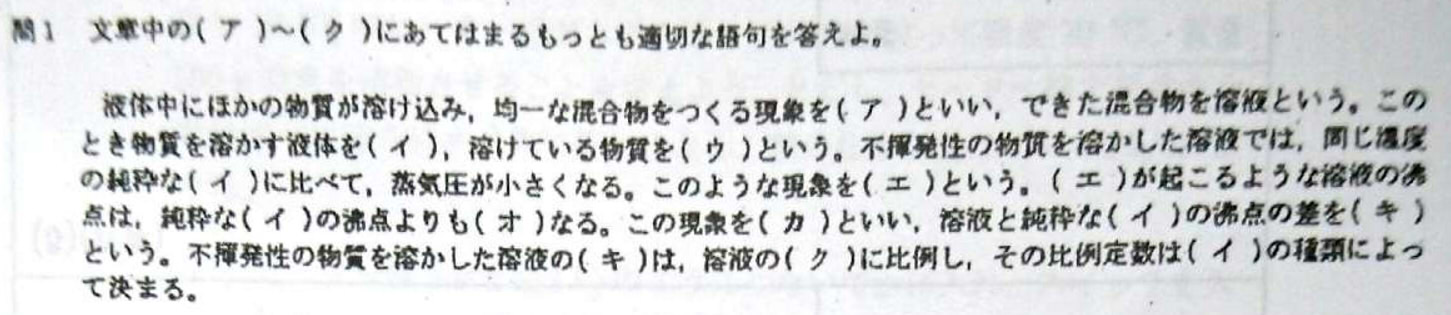 問1 文章中の( ア )～( ク )にあてはまるもっとも適切な語句を答えよ。
液体中にほかの物質が溶け込み，均一な混合物をつくる現象を( ア )といい，できた混合物を溶液という。この
とき物質を溶かす液体を( イ )，溶けている物質を( ウ )という。不揮発性の物質を溶かした溶液では，同じ温度
の純粋な( イ )に比べて，蒸気圧が小さくなる。このような現象を( エ )という。( エ )が起こるような溶液の沸
点は，純粋な( イ )の沸点よりも( オ )なる。この現象を( カ )といい，溶液と純粋な( イ )の沸点の差を( キ )
という。不揮発性の物質を溶かした溶液の( キ )は，溶液の( ク )に比例し，その比例定数は( イ )の種類によっ
て決まる。